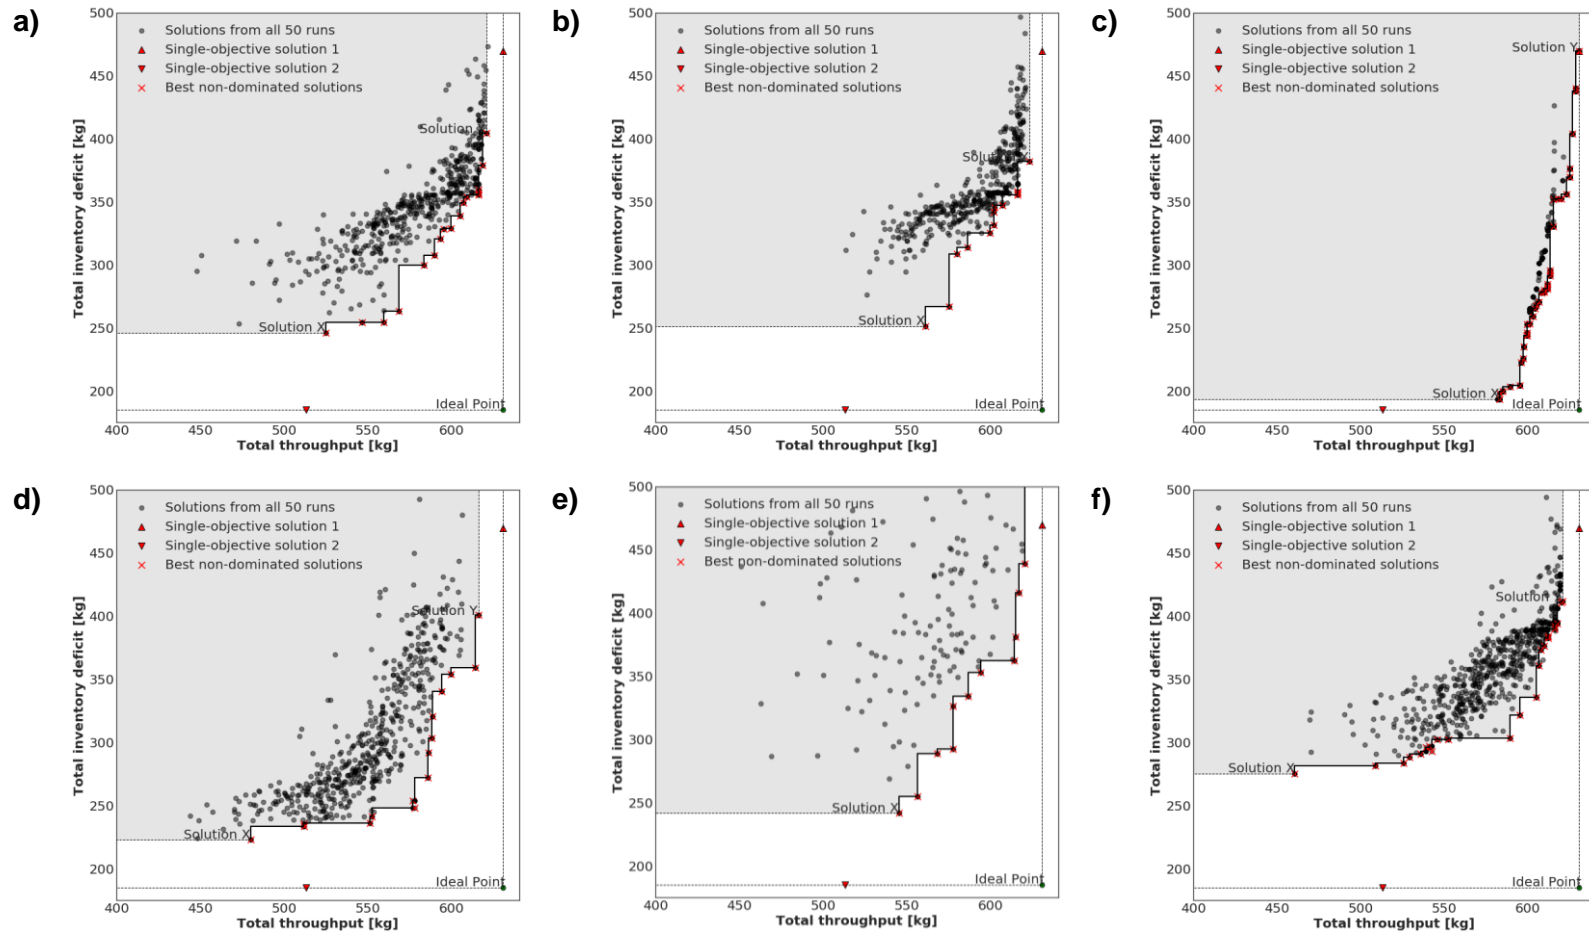 a)
500
450
400
350
300
250
200
Total inventory deficit [kg]
Solutions from all 50 runs
Single-objective solution 1
Single-objective solution 2
Best non-dominated solutions
Solution
Solution X
Ideal Point
400 450 500 550 600
Total throughput [kg]
b)
500
450
400
350
300
250
200
Total inventory deficit [kg]
Solutions from all 50 runs
Single-objective solution 1
Single-objective solution 2
Best non-dominated solutions
Solution
Solution X
Ideal Point
400 450 500 550 600
Total throughput [kg]
c)
500
450
400
350
300
250
200
Total inventory deficit [kg]
Solutions from all 50 runs
Solution Y
Single-objective solution 1
Single-objective solution 2
Best non-dominated solutions
Solution X
Ideal Point
400 450 500 550 600
Total throughput [kg]
d)
500
450
400
350
300
250
200
Total inventory deficit [kg]
Solutions from all 50 runs
Single-objective solution 1
Single-objective solution 2
Best non-dominated solutions
Solution Y
Solution X
Ideal Point
400 450 500 550 600
Total throughput [kg]
e)
500
450
400
350
300
250
200
Total inventory deficit [kg]
Solutions from all 50 runs
Single-objective solution 1
Single-objective solution 2
Best non-dominated solutions
Solution X
Ideal Point
400 450 500 550 600
Total throughput [kg]
f)
500
450
400
350
300
250
200
Total inventory deficit [kg]
Solutions from all 50 runs
Single-objective solution 1
Single-objective solution 2
Best non-dominated solutions
Solution
Solution X
Ideal Point
400 450 500 550 600
Total throughput [kg]